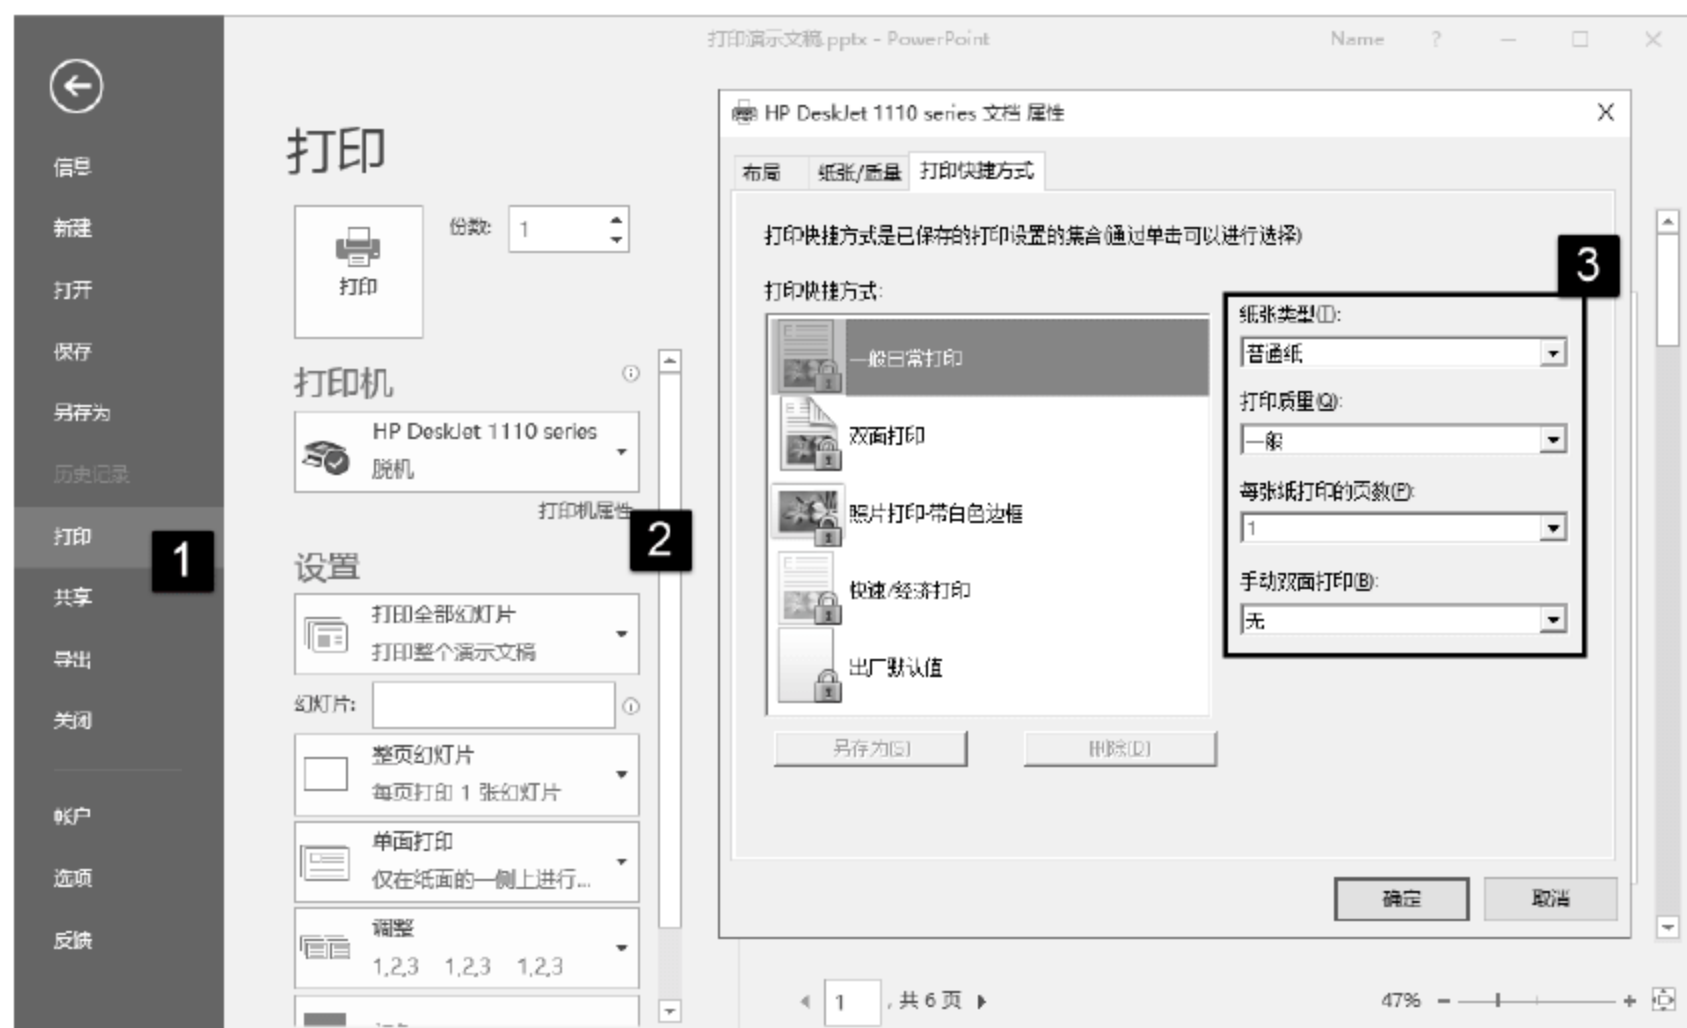 打印演示文稿.pptx - PowerPoint
Name
?
信息
新建
打开
保存
另存为
历史记录
打印
1
共享
导出
关闭
帐户
选项
反馈
打印
打印
份数:
1
打印机
HP DeskJet 1110 series
脱机
打印机属性
2
设置
打印全部幻灯片
打印整个演示文稿
幻灯片:
整页幻灯片
每页打印 1 张幻灯片
单面打印
仅在纸面的一侧上进行...
调整
1,2,3 1,2,3 1,2,3
HP DeskJet 1110 series 文档 属性
布局
纸张/质量
打印快捷方式
打印快捷方式是已保存的打印设置的集合(通过单击可以进行选择)
打印快捷方式:
一般日常打印
双面打印
照片打印-带白色边框
快速/经济打印
出厂默认值
另存为(S)
删除(D)
3
纸张类型(T):
普通纸
打印质量(Q):
一般
每张纸打印的页数(P):
1
手动双面打印(B):
无
确定
取消
1 , 共 6 页
47%